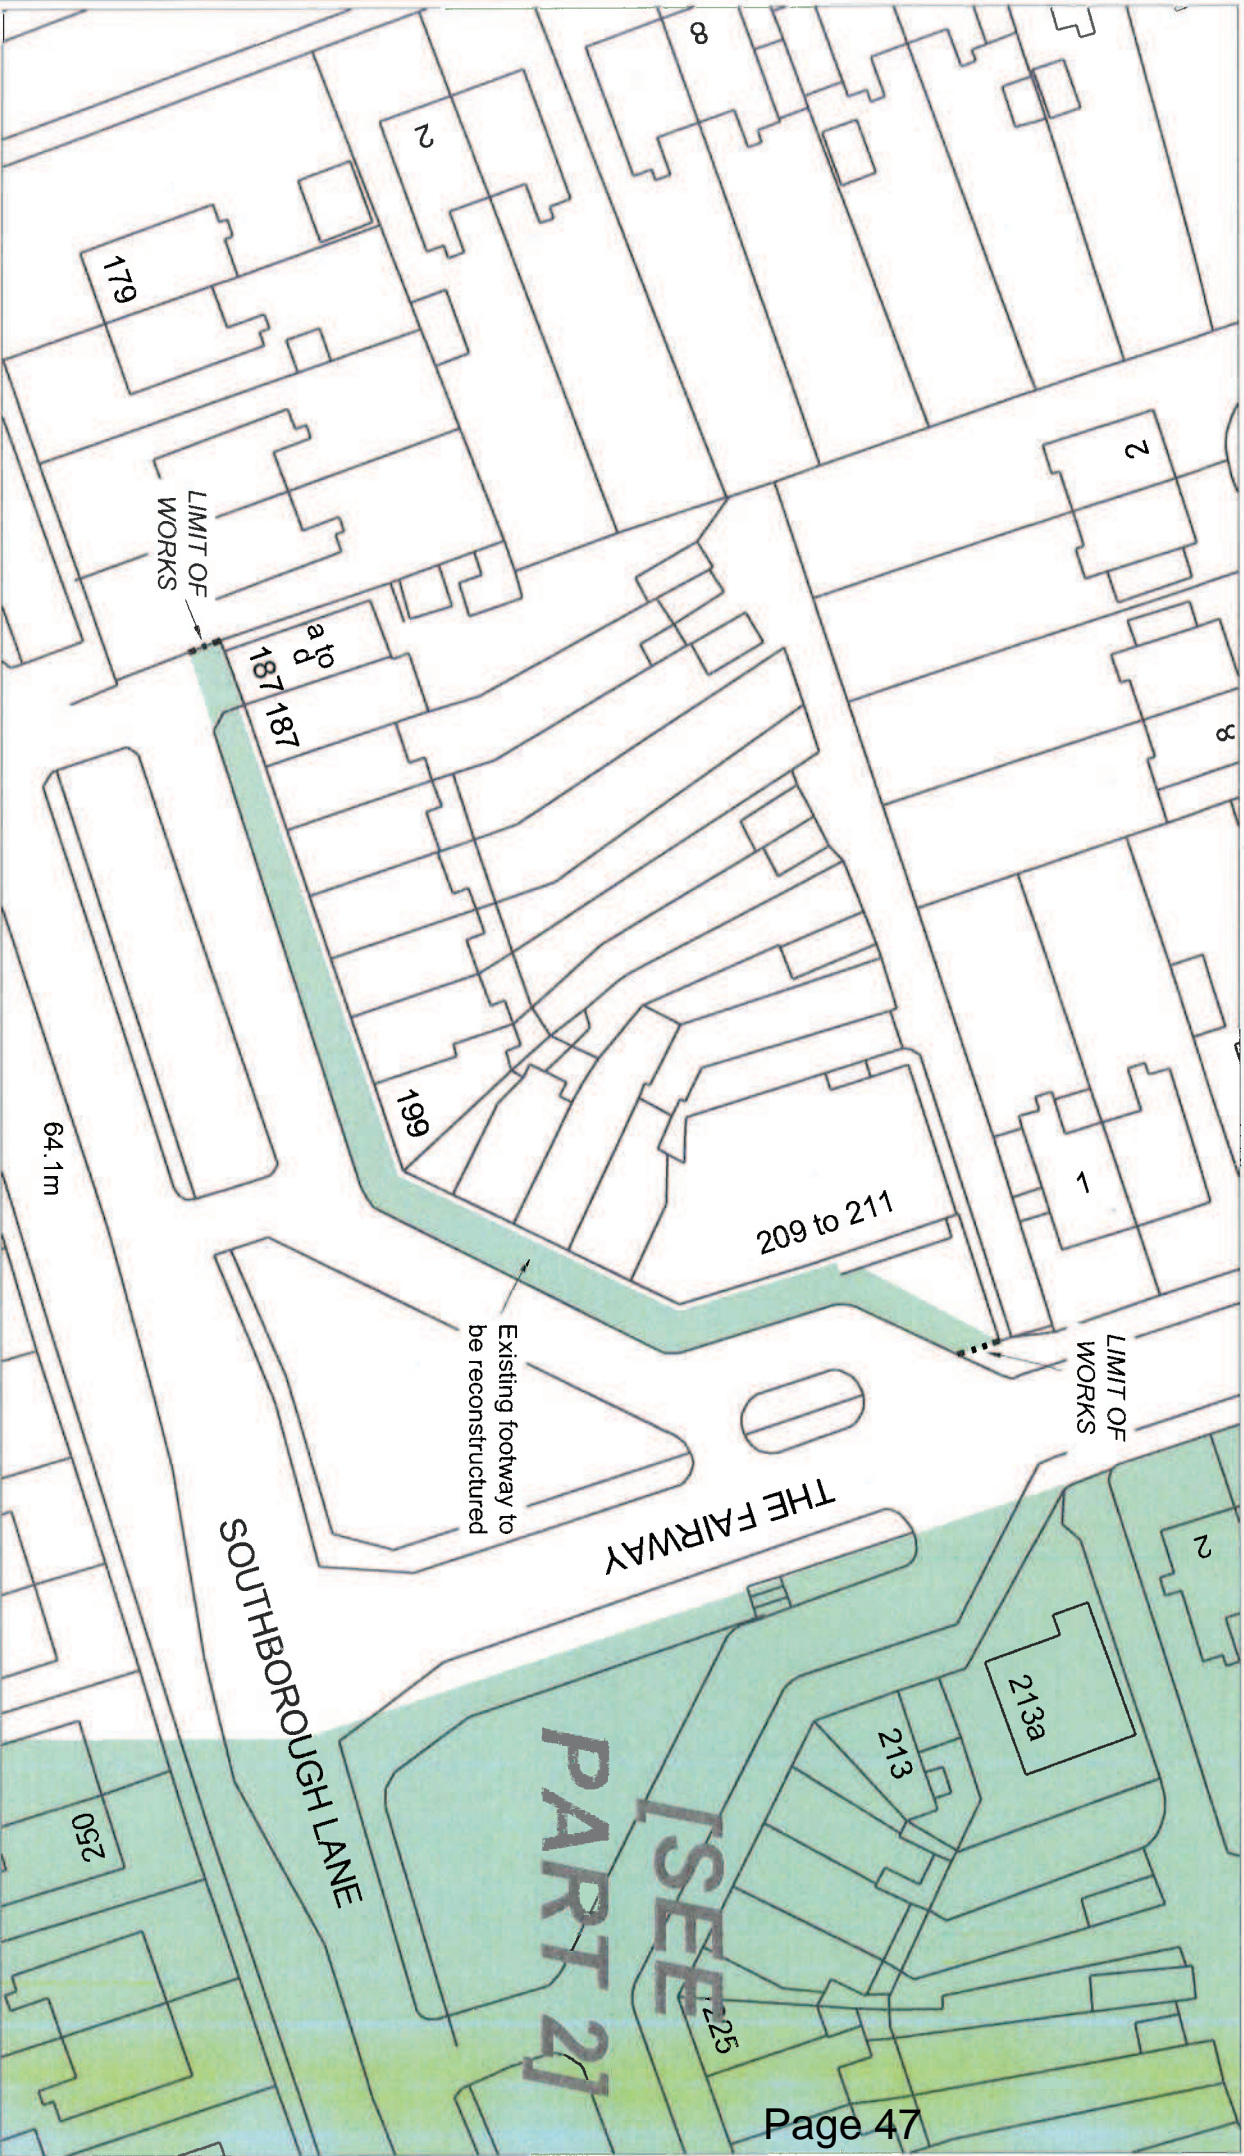 8
2
179
2
8
LIMIT OF
WORKS
a to
d
187
187
199
1
209 to 211
64.1m
Existing footway to
be reconstructured
LIMIT OF
WORKS
THE FAIRWAY
SOUTHBOROUGH LANE
2
213a
213
250
[SEE
PART 2]
225
Page 47